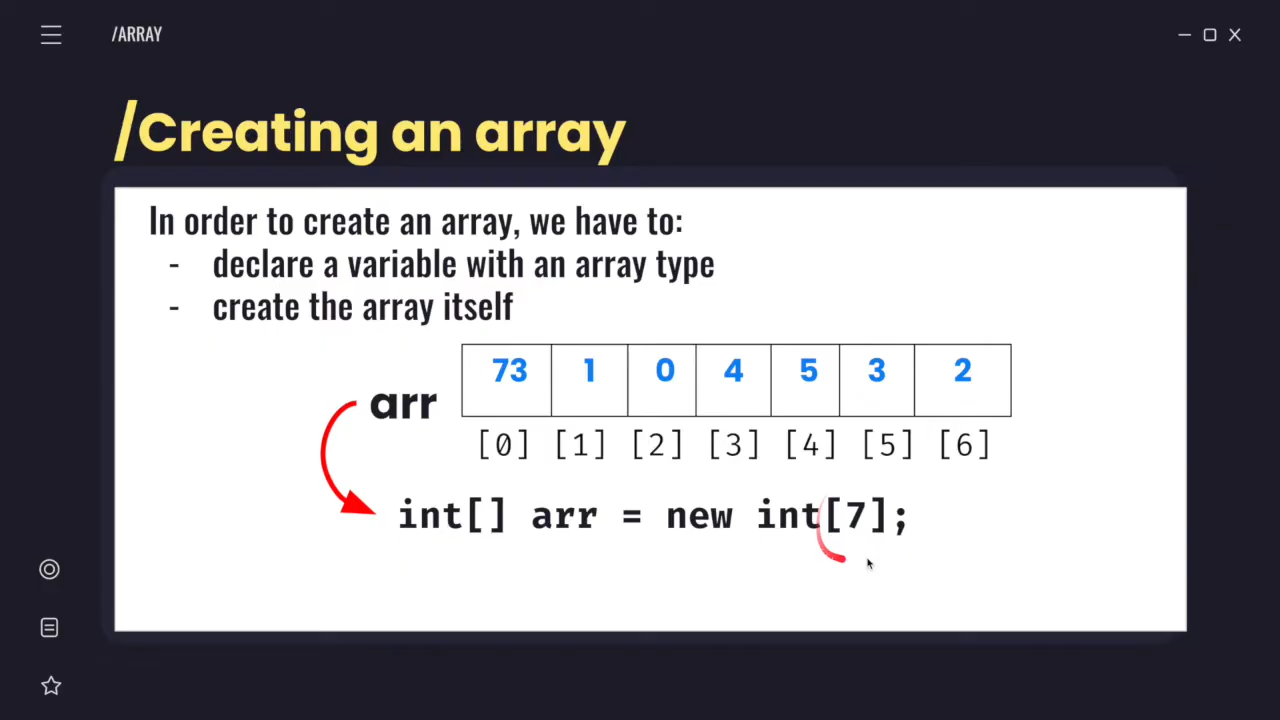 /ARRAY
/Creating an array
In order to create an array, we have to:
- declare a variable with an array type
- create the array itself
73 1 0 4 5 3 2
arr
[0] [1] [2] [3] [4] [5] [6]
int[] arr = new int[7];